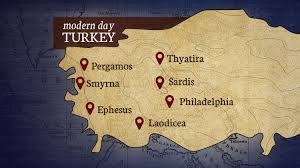 modern day
TURKEY
Thyatira
Pergamos
Sardis
Smyrna
Philadelphia
Ephesus
Laodicea